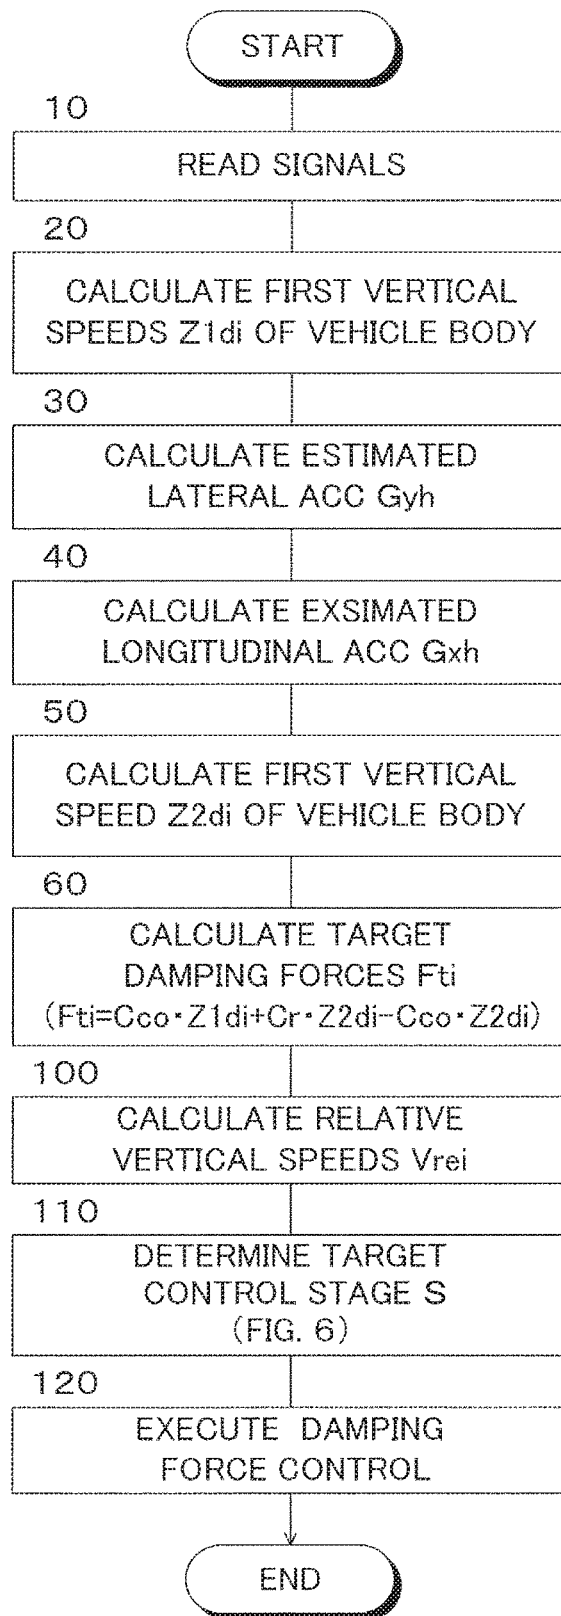 START
10
READ SIGNALS
20
CALCULATE FIRST VERTICAL
SPEEDS Z1di OF VEHICLE BODY
30
CALCULATE ESTIMATED
LATERAL ACC Gyh
40
CALCULATE EXSIMATED
LONGITUDINAL ACC Gxh
50
CALCULATE FIRST VERTICAL
SPEED Z2di OF VEHICLE BODY
60
CALCULATE TARGET
DAMPING FORCES Fti
(Fti=Cco·Z1di+Cr·Z2di-Cco·Z2di)
100
CALCULATE RELATIVE
VERTICAL SPEEDS Vrei
110
DETERMINE TARGET
CONTROL STAGE S
(FIG. 6)
120
EXECUTE DAMPING
FORCE CONTROL
END